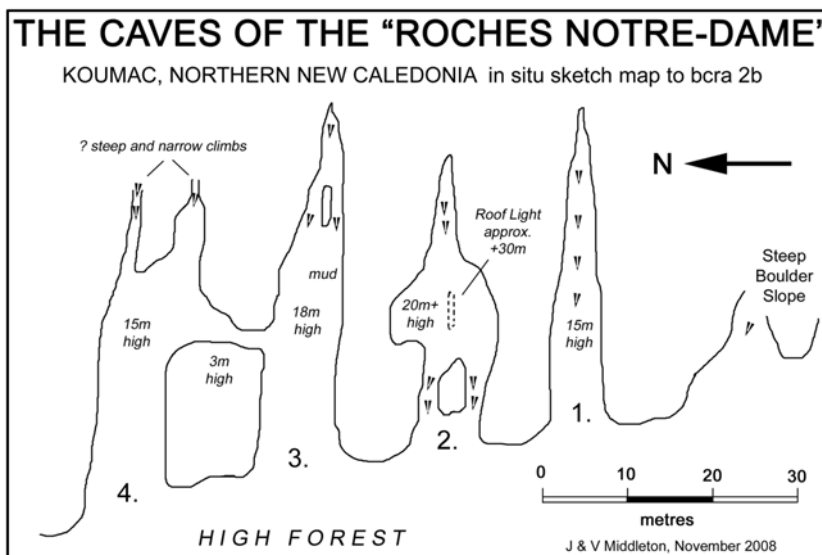 THE CAVES OF THE “ROCHES NOTRE-DAME”
KOUMAC, NORTHERN NEW CALEDONIA in situ sketch map to bcra 2b
? steep and narrow climbs
N
Roof Light
approx.
+30m
Steep
Boulder
Slope
mud
15m
high
18m
high
20m+
high
15m
high
3m
high
1.
2.
3.
4.
0 10 20 30
metres
HIGH FOREST
J & V Middleton, November 2008